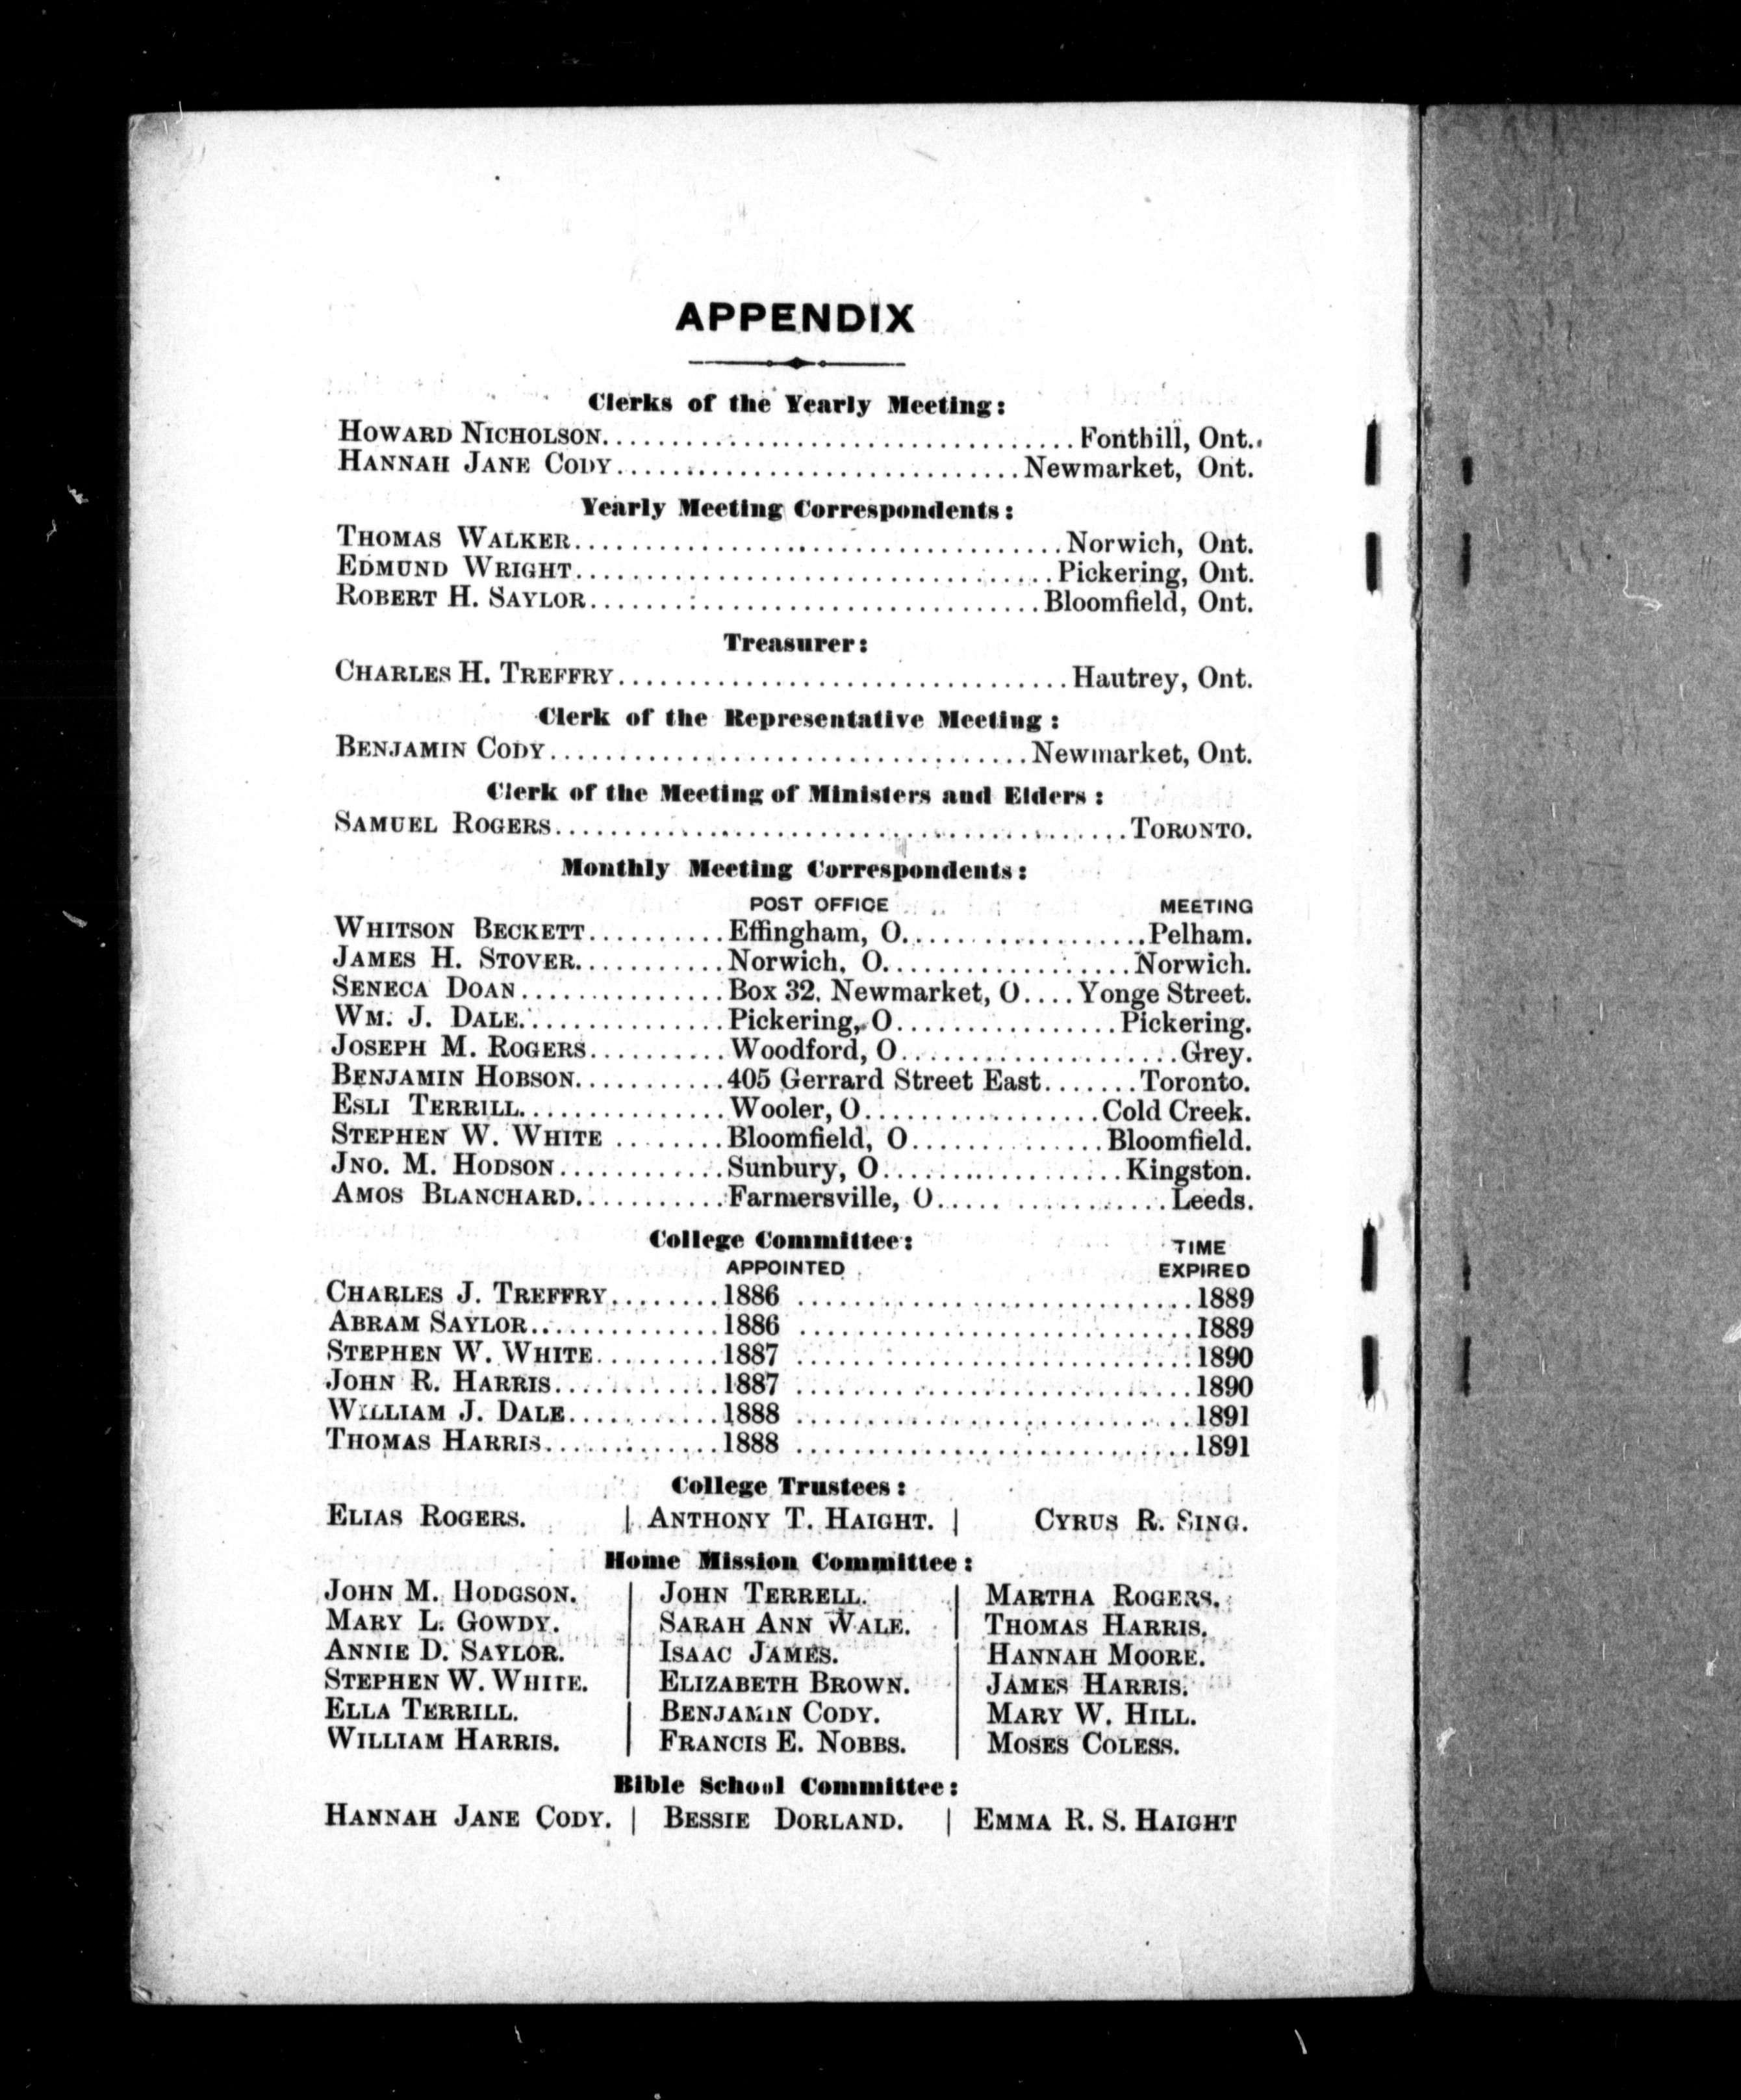 APPENDIX
Clerks of the Yearly Meeting:
HOWARD NICHOLSON.................................Fonthill, Ont.
HANNAH JANE CODY.............................Newmarket, Ont.
Yearly Meeting Correspondents:
THOMAS WALKER...................................Norwich, Ont.
EDMUND WRIGHT..................................Pickering, Ont.
ROBERT H. SAYLOR................................Bloomfield, Ont.
Treasurer:
CHARLES H. TREFFRY................................Hautrey, Ont.
Clerk of the Representative Meeting:
BENJAMIN CODY..................................Newmarket, Ont.
Clerk of the Meeting of Ministers and Elders:
SAMUEL ROGERS.........................................TORONTO.
Monthly Meeting Correspondents:
POST OFFICE MEETING
WHITSON BECKETT..........Effingham, O..................Pelham.
JAMES H. STOVER...........Norwich, O..................Norwich.
SENECA DOAN...............Box 32, Newmarket, O....Yonge Street.
WM. J. DALE...............Pickering, O................Pickering.
JOSEPH M. ROGERS..........Woodford, O....................Grey.
BENJAMIN HOBSON...........405 Gerrard Street East.......Toronto.
ESLI TERRILL...............Wooler, O.................Cold Creek.
STEPHEN W. WHITE ........Bloomfield, O..............Bloomfield.
JNO. M. HODSON............Sunbury, O..................Kingston.
AMOS BLANCHARD...........Farmersville, O.................Leeds.
College Committee: TIME
APPOINTED EXPIRED
CHARLES J. TREFFRY........1886 .............................1889
ABRAM SAYLOR..............1886 .............................1889
STEPHEN W. WHITE.........1887 .............................1890
JOHN R. HARRIS............1887 .............................1890
WILLIAM J. DALE...........1888 .............................1891
THOMAS HARRIS.............1888 .............................1891
College Trustees:
ELIAS ROGERS. | ANTHONY T. HAIGHT. | CYRUS R. SING.
Home Mission Committee:
JOHN M. HODGSON. | JOHN TERRELL. | MARTHA ROGERS.
MARY L. GOWDY. | SARAH ANN WALE. | THOMAS HARRIS.
ANNIE D. SAYLOR. | ISAAC JAMES. | HANNAH MOORE.
STEPHEN W. WHITE. | ELIZABETH BROWN. | JAMES HARRIS.
ELLA TERRILL. | BENJAMIN CODY. | MARY W. HILL.
WILLIAM HARRIS. | FRANCIS E. NOBBS. | MOSES COLESS.
Bible School Committee:
HANNAH JANE CODY. | BESSIE DORLAND. | EMMA R. S. HAIGHT